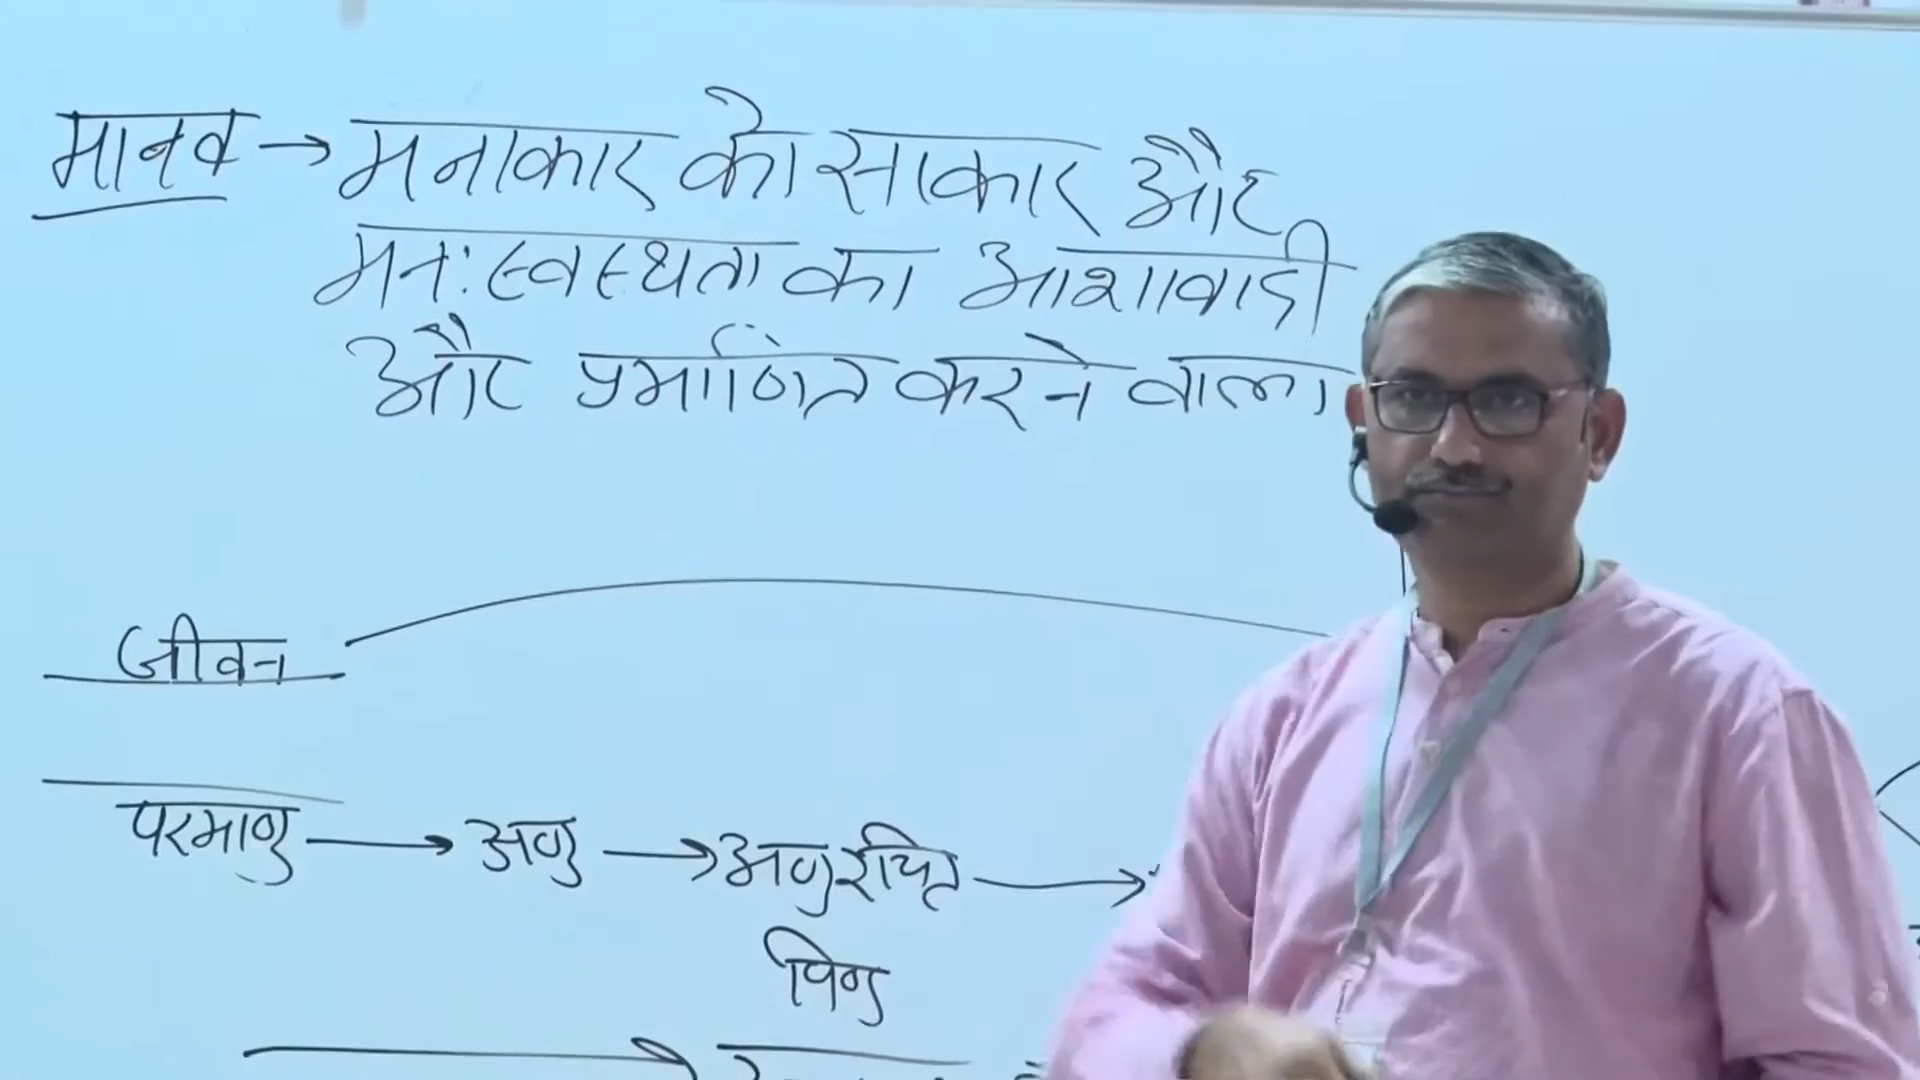 मानव → मनाकार को साकार और
मनःस्वस्थता का आशावादी
और प्रमाणित करने वाला
जीवन
परमाणु → अणु → अणुरचित →
पिण्ड